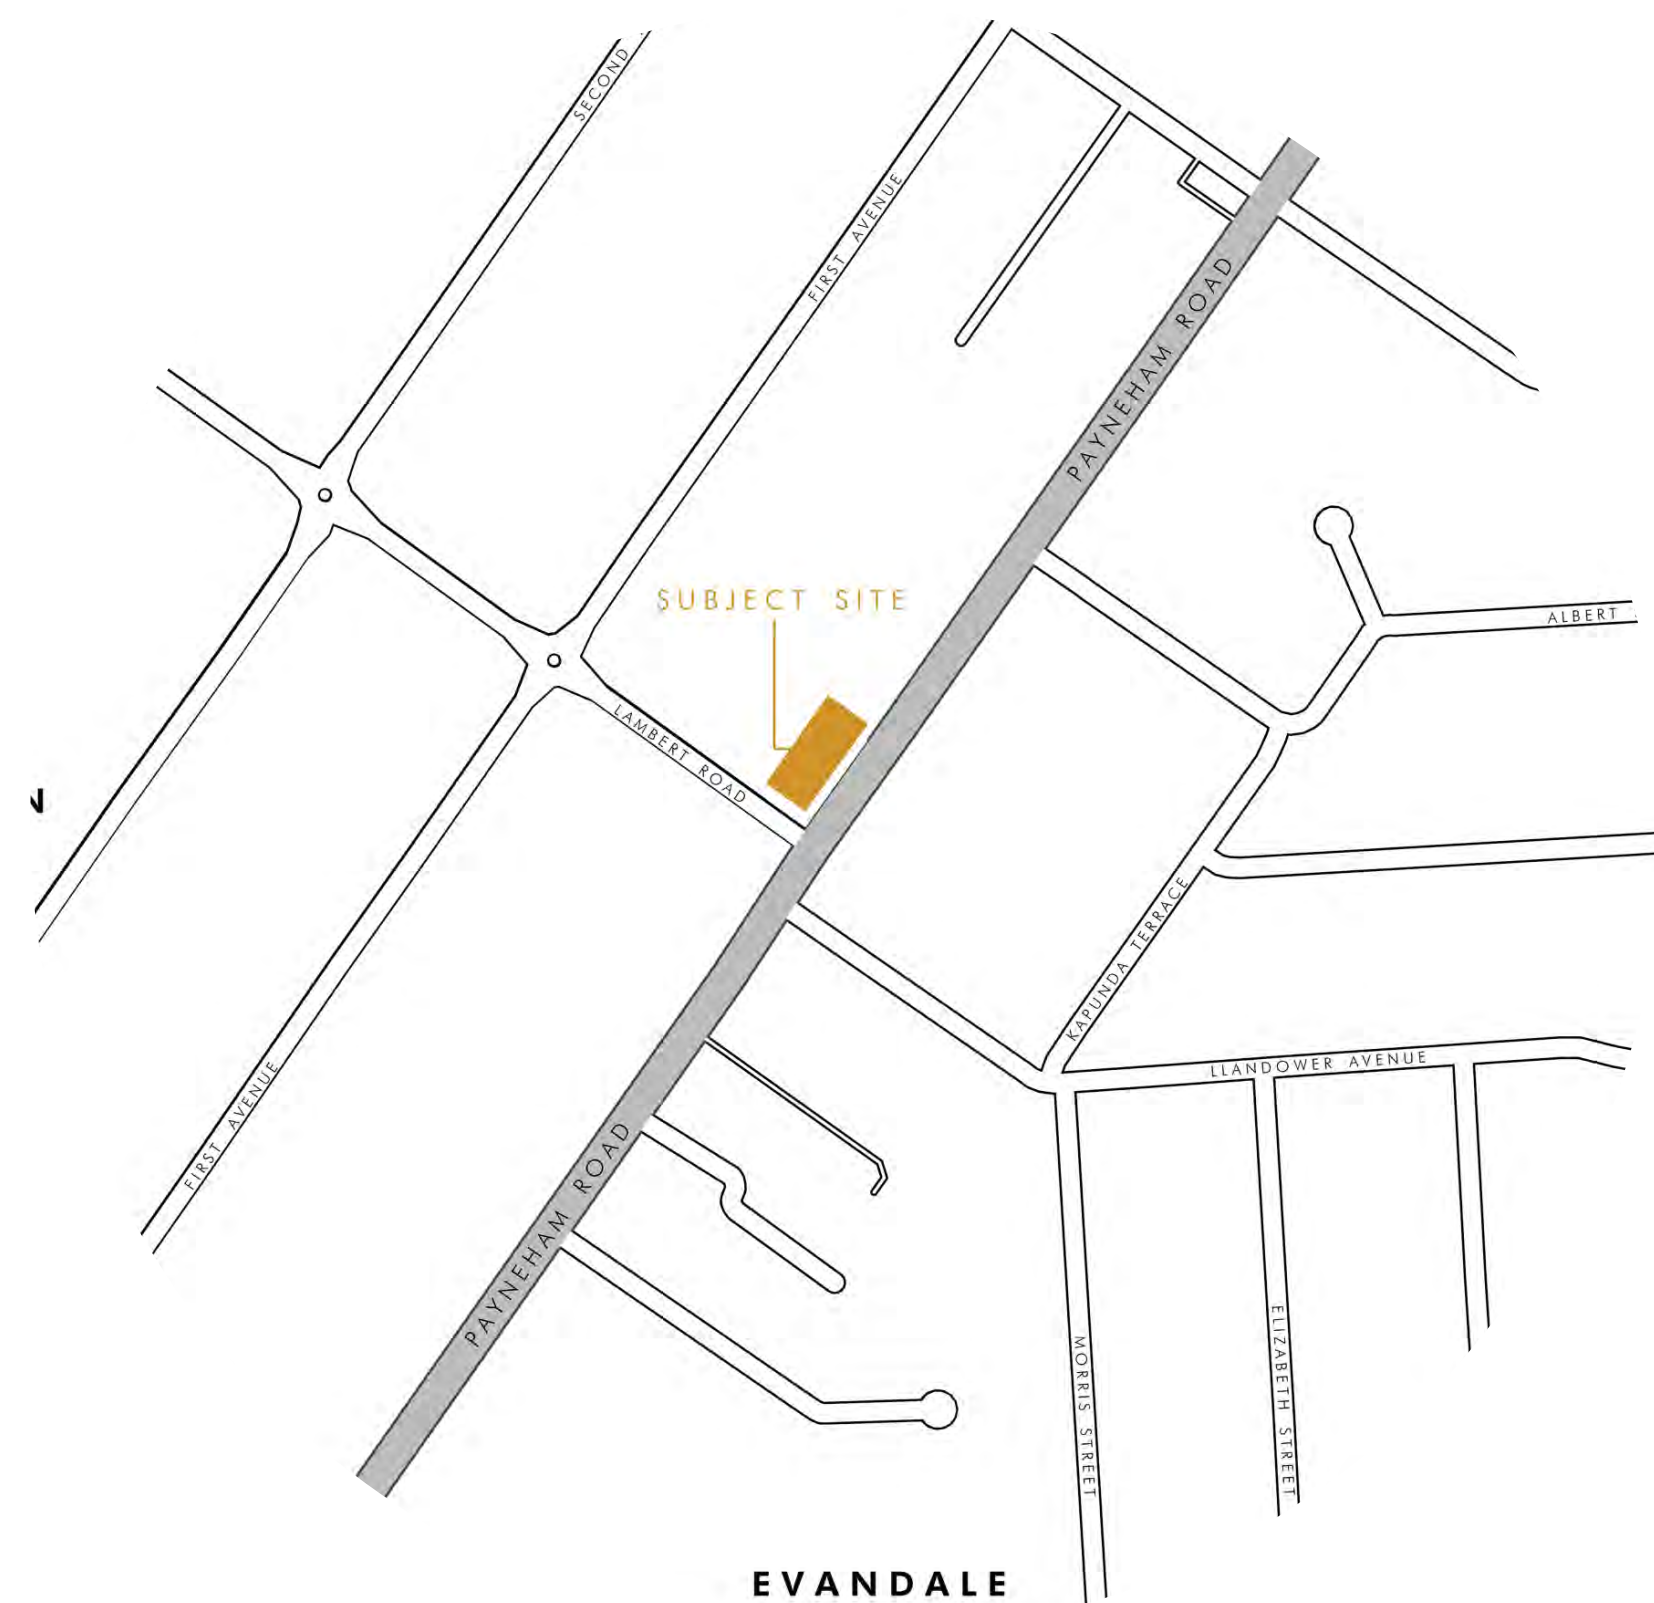 SECOND
FIRST AVENUE
PAYNEHAM ROAD
SUBJECT SITE
ALBERT
LAMBERT ROAD
N
KAPUNDA TERRACE
LLANDOWER AVENUE
FIRST AVENUE
PAYNEHAM ROAD
MORRIS STREET
ELIZABETH STREET
EVANDALE